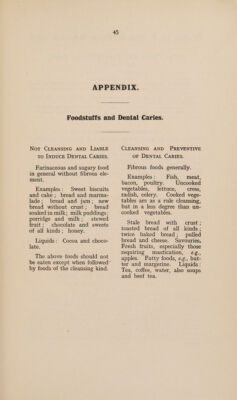 45
APPENDIX.
Foodstuffs and Dental Caries.
NOT CLEANSING AND LIABLE
TO INDUCE DENTAL CARIES.
Farinaceous and sugary food
in general without fibrous ele-
ment.
Examples: Sweet biscuits
and cake; bread and marma-
lade; bread and jam; new
bread without crust; bread
soaked in milk; milk puddings;
porridge and milk; stewed
fruit; chocolate and sweets
of all kinds; honey.
Liquids: Cocoa and choco-
late.
The above foods should not
be eaten except when followed
by foods of the cleansing kind.
CLEANSING AND PREVENTIVE
OF DENTAL CARIES.
Fibrous foods generally.
Examples: Fish, meat,
bacon, poultry. Uncooked
vegetables, lettuce, cress,
radish, celery. Cooked vege-
tables are as a rule cleansing,
but in a less degree than un-
cooked vegetables.
Stale bread with crust;
toasted bread of all kinds;
twice baked bread; pulled
bread and cheese. Savouries.
Fresh fruits, especially those
requiring mastication, e.g.,
apples. Fatty foods, e.g., but-
ter and margerine. Liquids:
Tea, coffee, water, also soups
and beef tea.